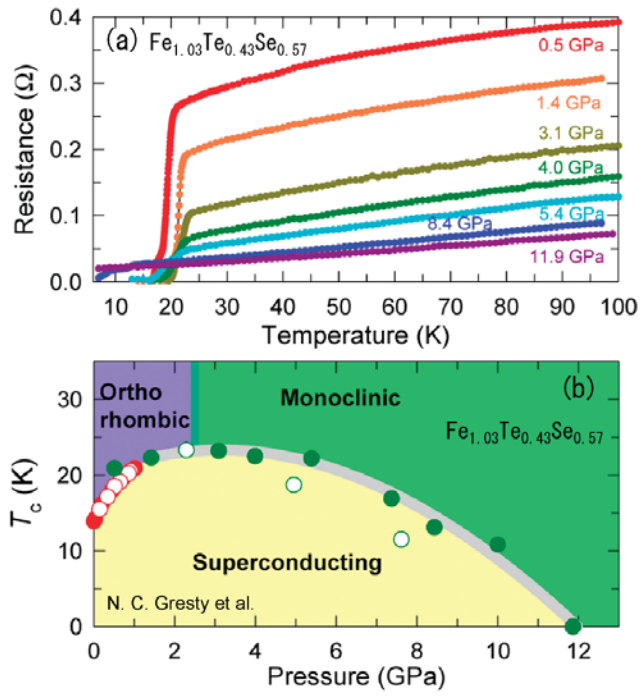 (a) Fe1.03Te0.43Se0.57
0.4
0.3
0.2
0.1
0.0
Resistance (Ω)
0.5 GPa
1.4 GPa
3.1 GPa
4.0 GPa
5.4 GPa
8.4 GPa
11.9 GPa
10 20 30 40 50 60 70 80 90 100
Temperature (K)
(b)
Ortho
rhombic
Monoclinic
Fe1.03Te0.43Se0.57
30
20
10
0
Tc (K)
Superconducting
N. C. Gresty et al.
0 2 4 6 8 10 12
Pressure (GPa)